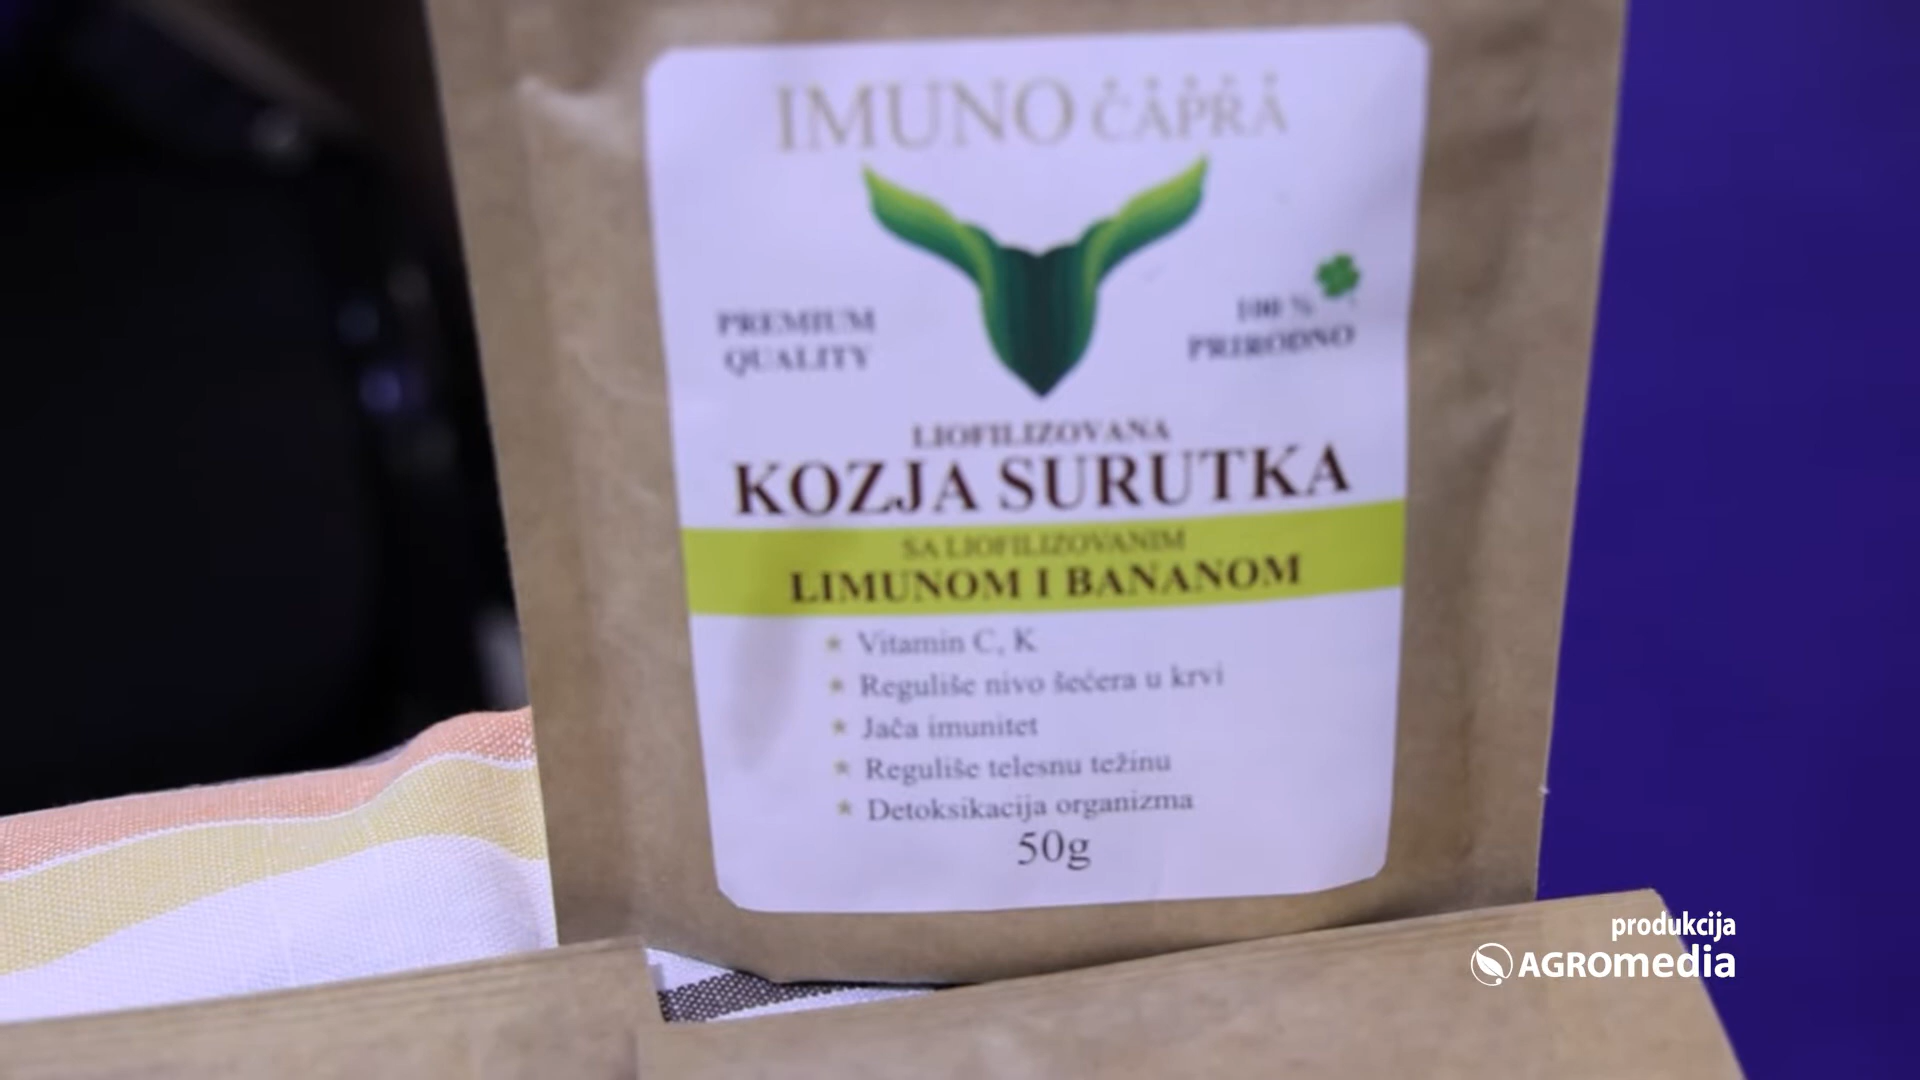 IMUNO CAPRA
PREMIUM
QUALITY
100 %
PRIRODNO
LIOFILIZOVANA
KOZJA SURUTKA
SA LIOFILIZOVANIM
LIMUNOM I BANANOM
Vitamin C, K
Reguliše nivo šećera u krvi
Jača imunitet
Reguliše telesnu težinu
Detoksikacija organizma
50g
produkcija
AGROmedia